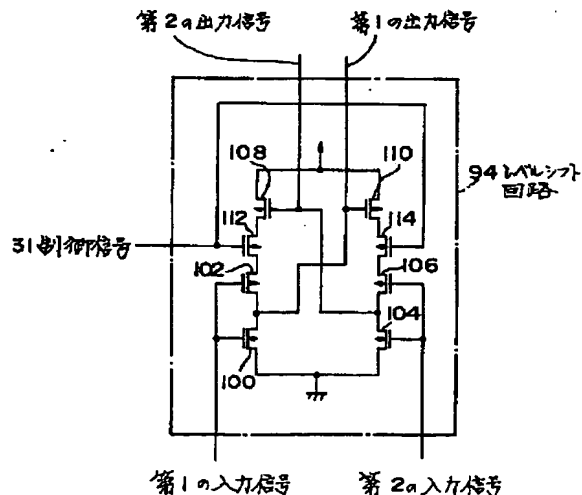 第2の出力信号
第1の出力信号
108
110
94 レベルシフト
回路
112
114
31制御信号
102
106
104
100
第1の入力信号
第2の入力信号